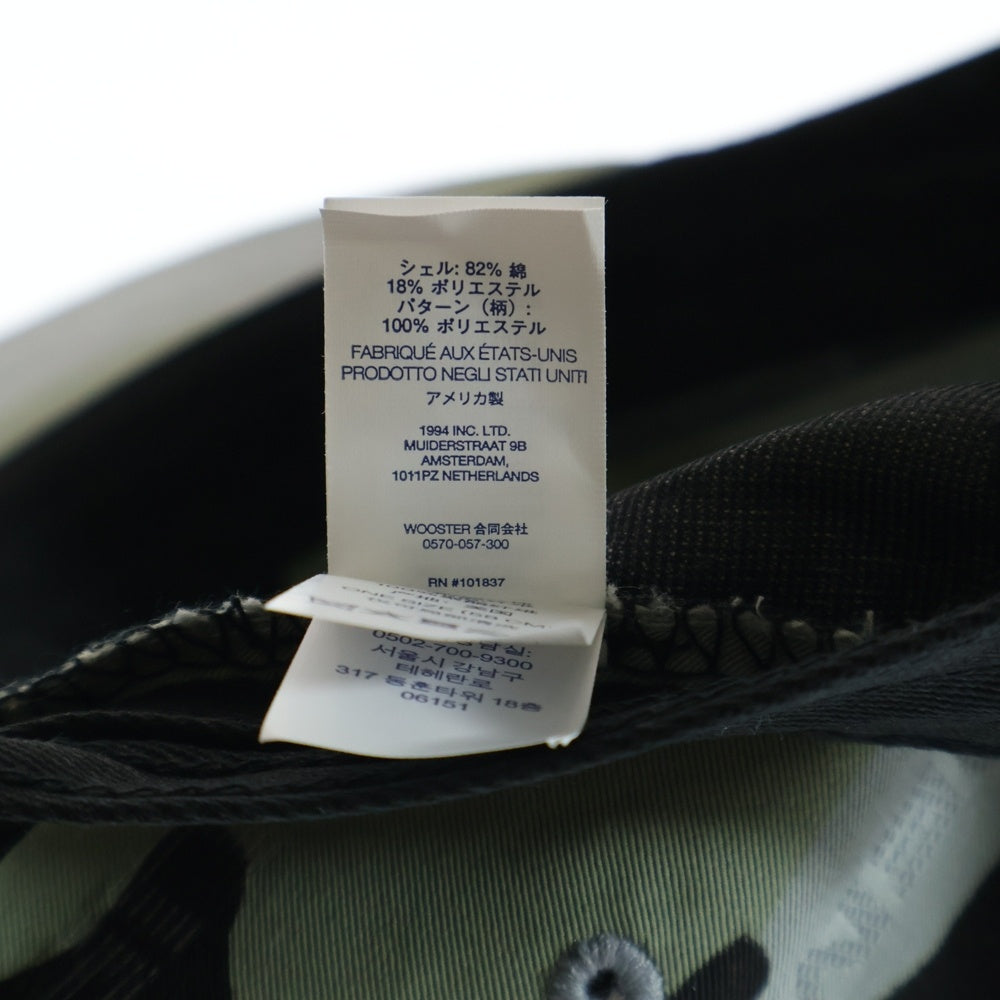 シェル: 82% 綿
18% ポリエステル
パターン（柄）:
100% ポリエステル
FABRIQUÉ AUX ÉTATS-UNIS
PRODOTTO NEGLI STATI UNITI
アメリカ製
1994 INC. LTD.
MUIDERSTRAAT 9B
AMSTERDAM,
1011PZ NETHERLANDS
WOOSTER 合同会社
0570-057-300
RN #101837
ONE SIZE (58 CM)
0502-700-9300
서울시 강남구
테헤란로
317 동훈타워 18층
06151